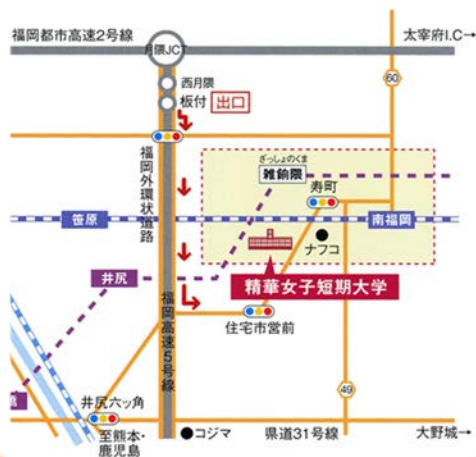 福岡都市高速2号線
太宰府I.C→
月隈JCT
西月隈
板付
出口
60
ざっしょのくま
雑餉隈
寿町
福岡外環状道路
笹原
南福岡
ナフコ
井尻
精華女子短期大学
福岡高速5号線
住宅市営前
49
井尻六ツ角
至熊本・
鹿児島
コジマ
県道31号線
大野城→